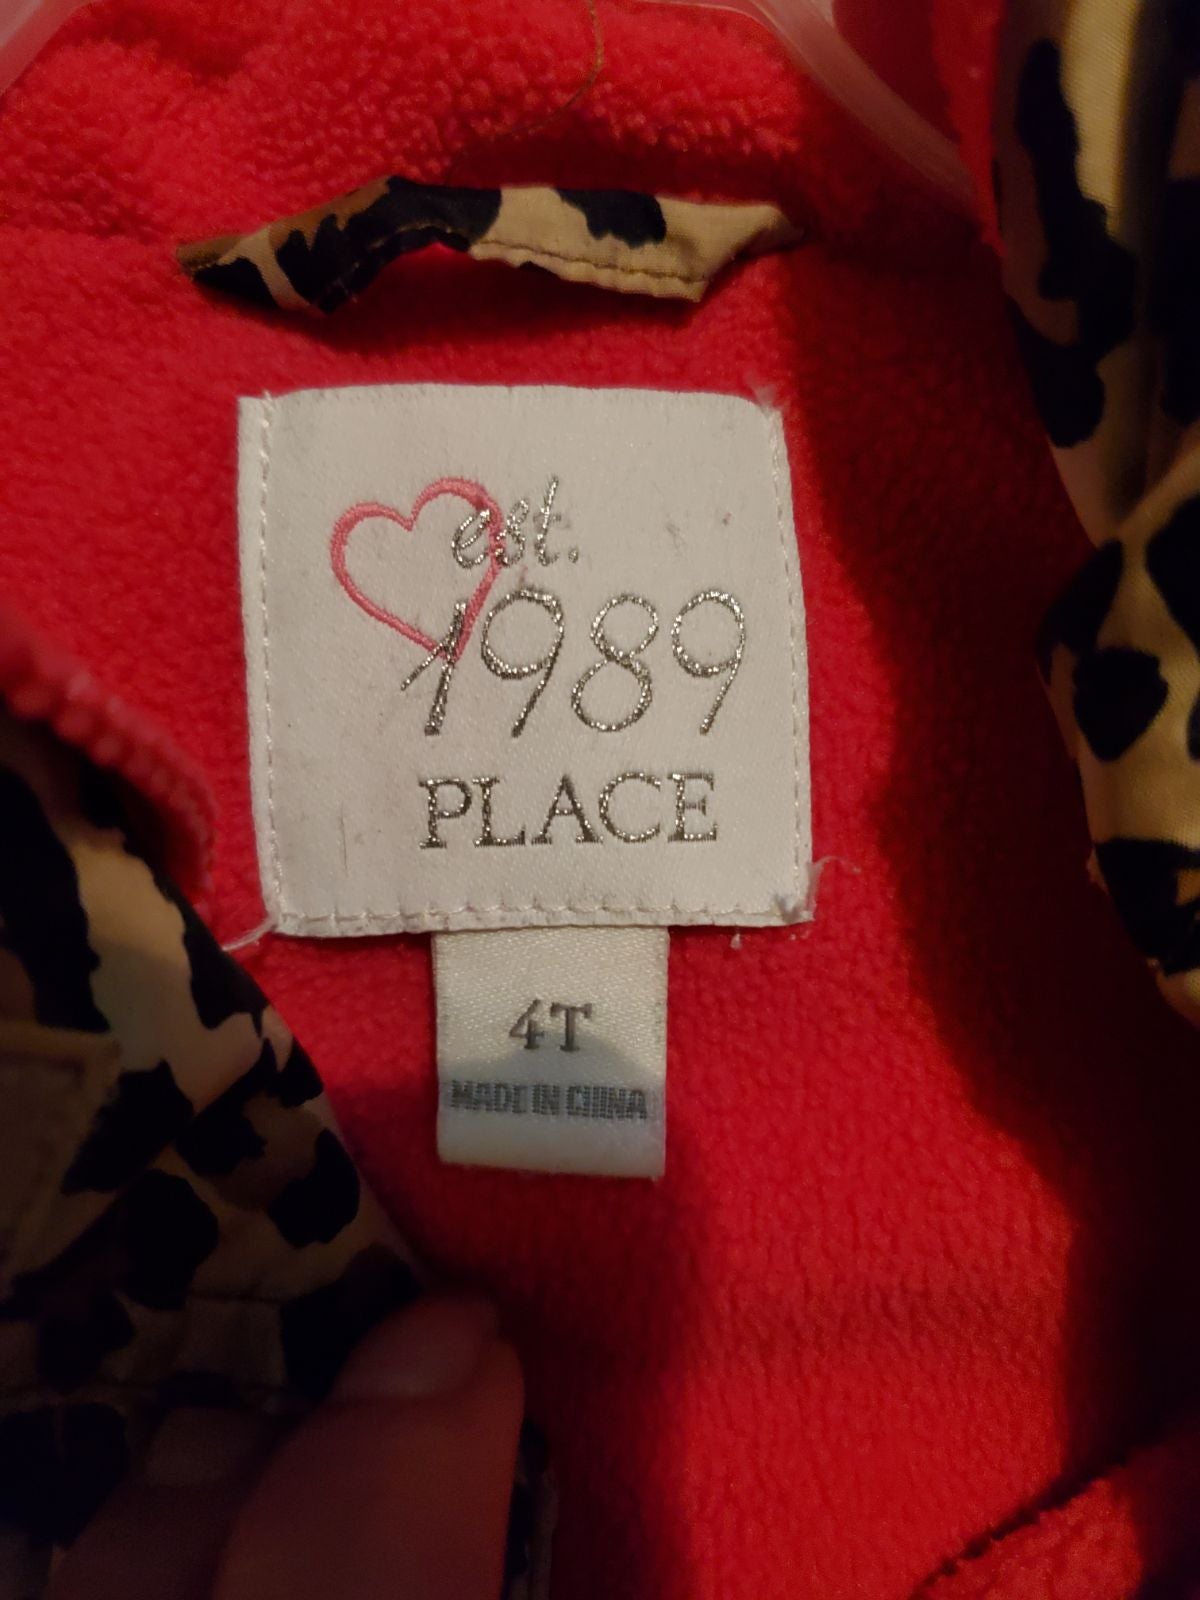 est.
1989
PLACE
4T
MADE IN CHINA